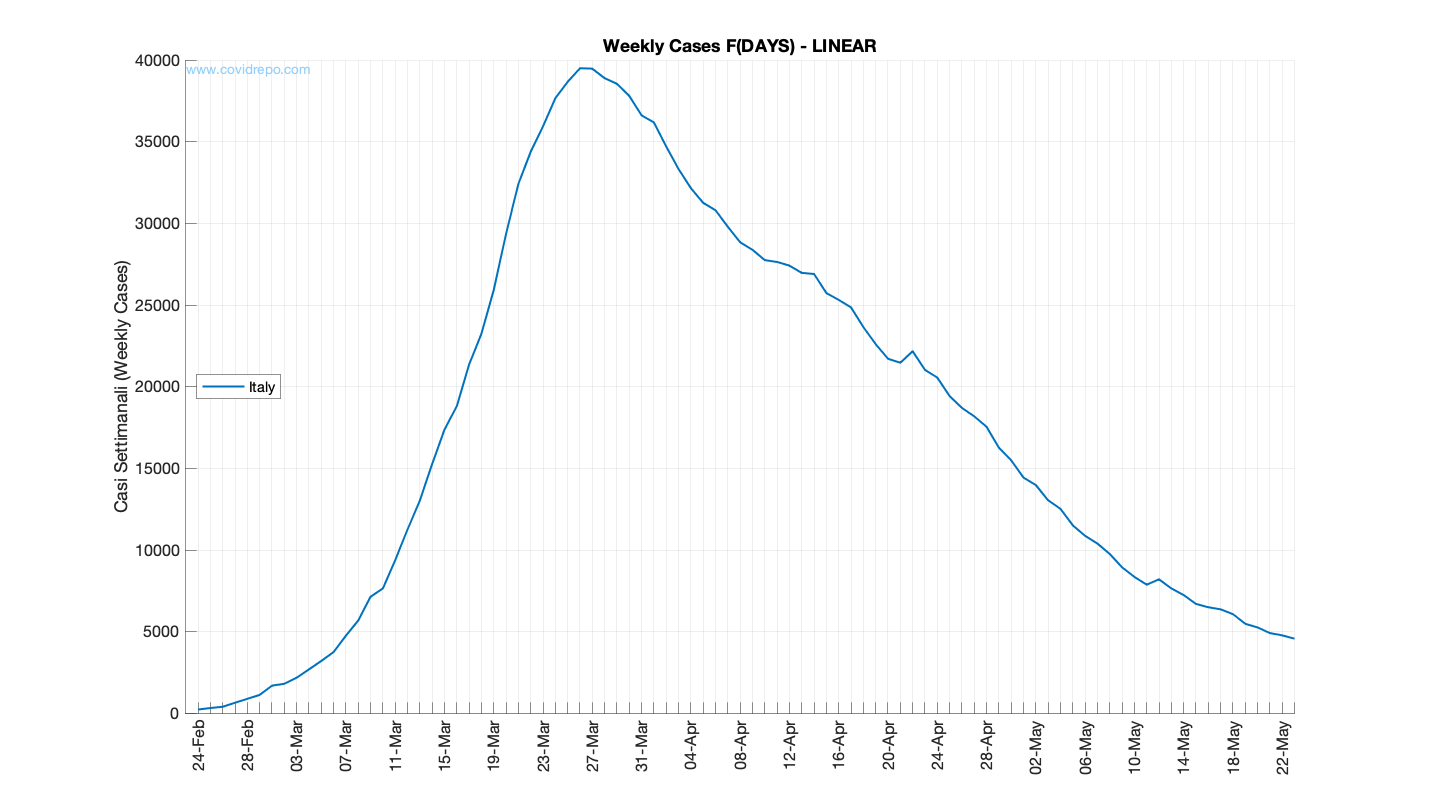 Weekly Cases F(DAYS) - LINEAR
www.covidrepo.com
Casi Settimanali (Weekly Cases)
40000
35000
30000
25000
20000
15000
10000
5000
0
Italy
24-Feb
28-Feb
03-Mar
07-Mar
11-Mar
15-Mar
19-Mar
23-Mar
27-Mar
31-Mar
04-Apr
08-Apr
12-Apr
16-Apr
20-Apr
24-Apr
28-Apr
02-May
06-May
10-May
14-May
18-May
22-May